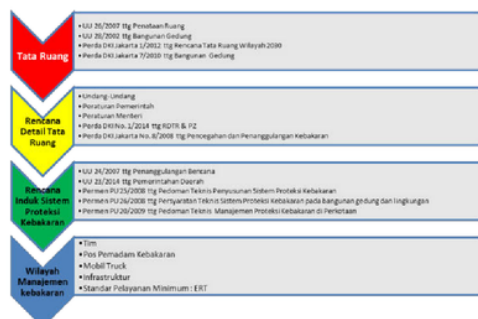 Tata Ruang
• UU 26/2007 ttg Penataan Ruang
• UU 28/2002 ttg Bangunan Gedung
• Perda DKI Jakarta 1/2012 ttg Rencana Tata Ruang Wilayah 2030
• Perda DKI Jakarta 7/2010 ttg Bangunan Gedung
Rencana
Detail Tata
Ruang
• Undang-Undang
• Peraturan Pemerintah
• Peraturan Menteri
• Perda DKI No. 1/2014 ttg RDTR & PZ
• Perda DKI Jakarta No. 8/2008 ttg Pencegahan dan Penanggulangan Kebakaran
Rencana
Induk Sistem
Proteksi
Kebakaran
• UU 24/2007 ttg Penanggulangan Bencana
• UU 23/2014 ttg Pemerintahan Daerah
• Permen PU 25/2008 ttg Pedoman Teknis Penyusunan Sistem Proteksi Kebakaran
• Permen PU 26/2008 ttg Persyaratan Teknis Sistem Proteksi Kebakaran pada bangunan gedung dan lingkungan
• Permen PU 20/2009 ttg Pedoman Teknis Manajemen Proteksi Kebakaran di Perkotaan
Wilayah
Manajemen
kebakaran
• Tim
• Pos Pemadam Kebakaran
• Mobil Truck
• Infrastruktur
• Standar Pelayanan Minimum : ERT